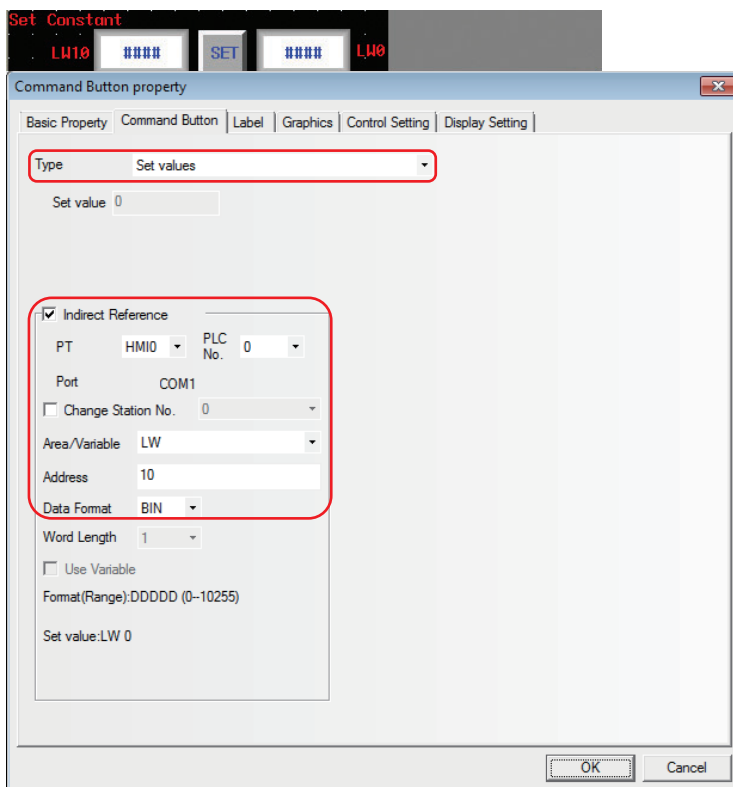 Set Constant
LW10 #### SET #### LW0
Command Button property
Basic Property Command Button Label Graphics Control Setting Display Setting
Type Set values
Set value 0
Indirect Reference
PT HMI0 PLC No. 0
Port COM1
Change Station No. 0
Area/Variable LW
Address 10
Data Format BIN
Word Length 1
Use Variable
Format(Range):DDDDD (0--10255)
Set value:LW 0
OK Cancel